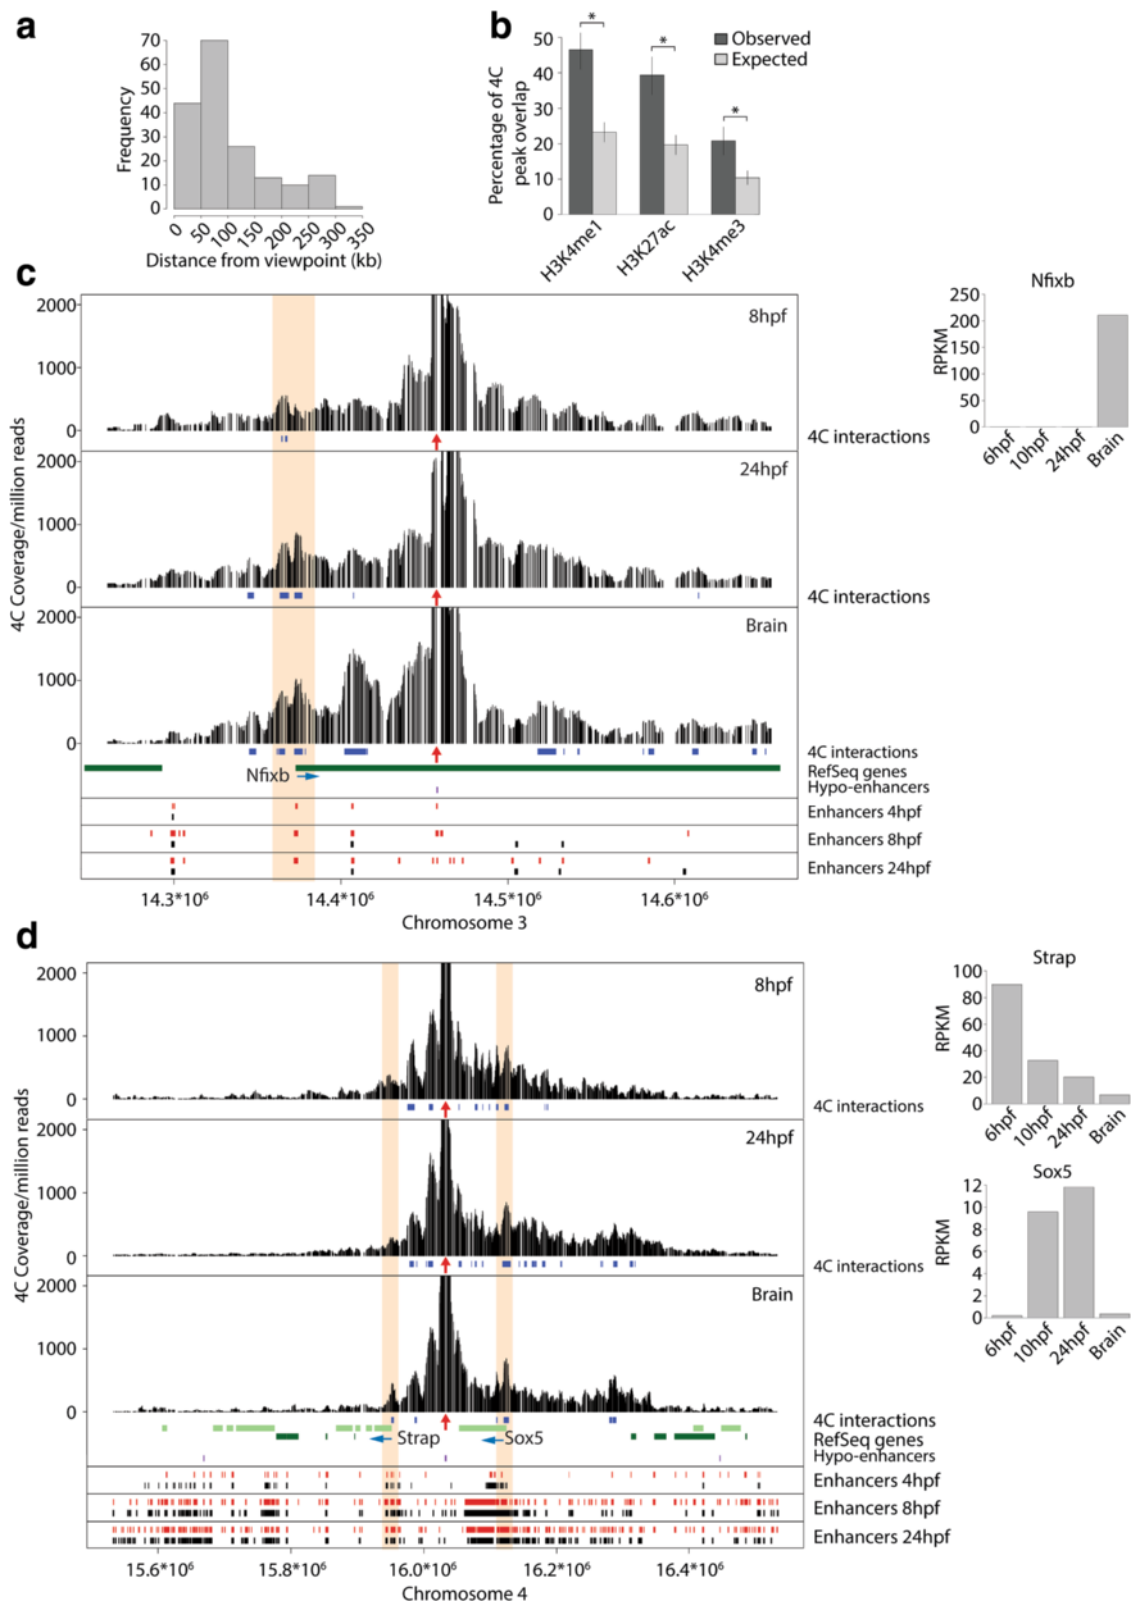 a
70
60
50
40
30
20
10
0
Frequency
0 50 100 150 200 250 300 350
Distance from viewpoint (kb)
b
50
40
30
20
10
0
Percentage of 4C
peak overlap
* * *
Observed
Expected
H3K4me1 H3K27ac H3K4me3
c
4C Coverage/million reads
2000
1000
0
8hpf
4C interactions
2000
1000
0
24hpf
4C interactions
2000
1000
0
Brain
4C interactions
RefSeq genes
Nfixb
Hypo-enhancers
Enhancers 4hpf
Enhancers 8hpf
Enhancers 24hpf
14.3*10⁶ 14.4*10⁶ 14.5*10⁶ 14.6*10⁶
Chromosome 3
Nfixb
RPKM
250
200
150
100
50
0
6hpf 10hpf 24hpf Brain
d
4C Coverage/million reads
2000
1000
0
8hpf
4C interactions
2000
1000
0
24hpf
4C interactions
2000
1000
0
Brain
4C interactions
Strap Sox5
RefSeq genes
Hypo-enhancers
Enhancers 4hpf
Enhancers 8hpf
Enhancers 24hpf
15.6*10⁶ 15.8*10⁶ 16.0*10⁶ 16.2*10⁶ 16.4*10⁶
Chromosome 4
Strap
RPKM
100
80
60
40
20
0
6hpf 10hpf 24hpf Brain
Sox5
RPKM
12
10
8
6
4
2
0
6hpf 10hpf 24hpf Brain